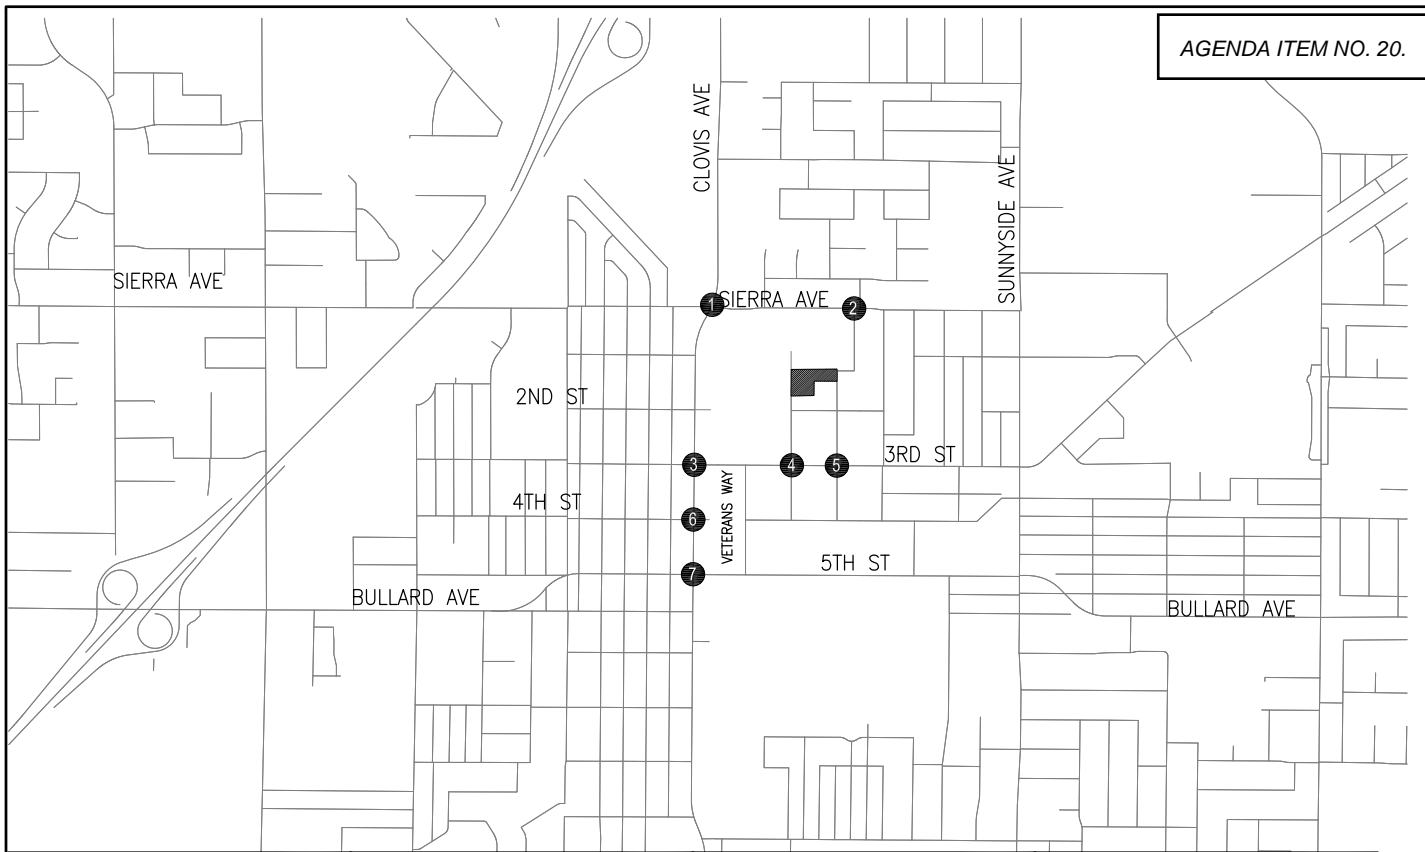 AGENDA ITEM NO. 20.
CLOVIS AVE
SUNNYSIDE AVE
SIERRA AVE
SIERRA AVE
1
2
2ND ST
3RD ST
3
4
5
4TH ST
VETERANS WAY
6
5TH ST
7
BULLARD AVE
BULLARD AVE